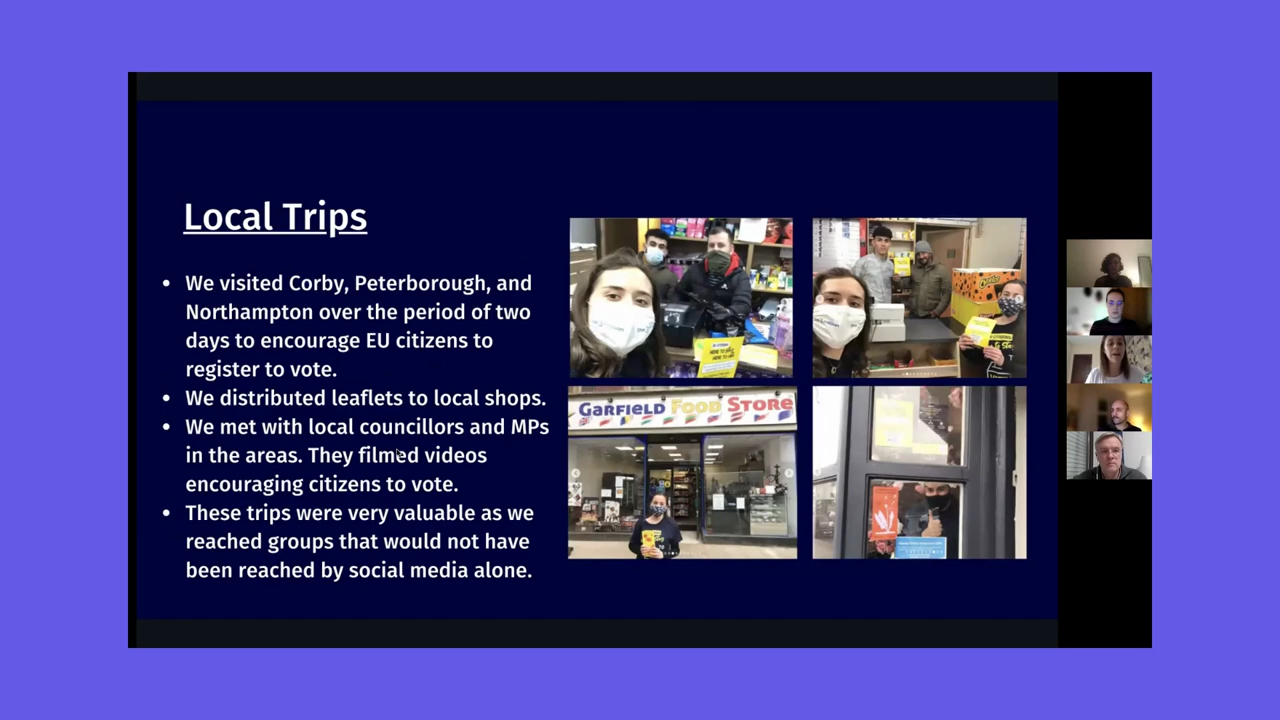 Local Trips
• We visited Corby, Peterborough, and
Northampton over the period of two
days to encourage EU citizens to
register to vote.
• We distributed leaflets to local shops.
• We met with local councillors and MPs
in the areas. They filmed videos
encouraging citizens to vote.
• These trips were very valuable as we
reached groups that would not have
been reached by social media alone.
GARFIELD FOOD STORE